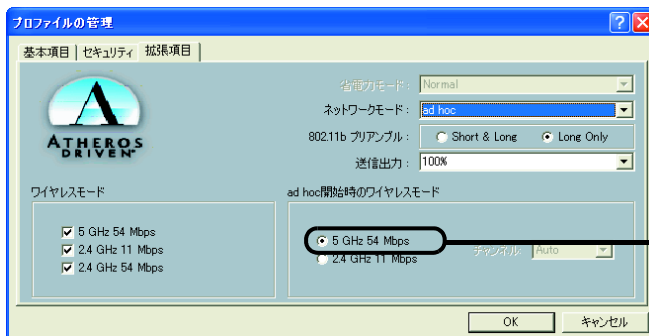 プロファイルの管理
基本項目 セキュリティ 拡張項目
省電力モード: Normal
ネットワークモード: ad hoc
802.11b プリアンブル: Short & Long Long Only
送信出力: 100%
ATHEROS
DRIVEN
ワイヤレスモード
5 GHz 54 Mbps
2.4 GHz 11 Mbps
2.4 GHz 54 Mbps
ad hoc開始時のワイヤレスモード
5 GHz 54 Mbps
2.4 GHz 11 Mbps
チャンネル: Auto
OK キャンセル